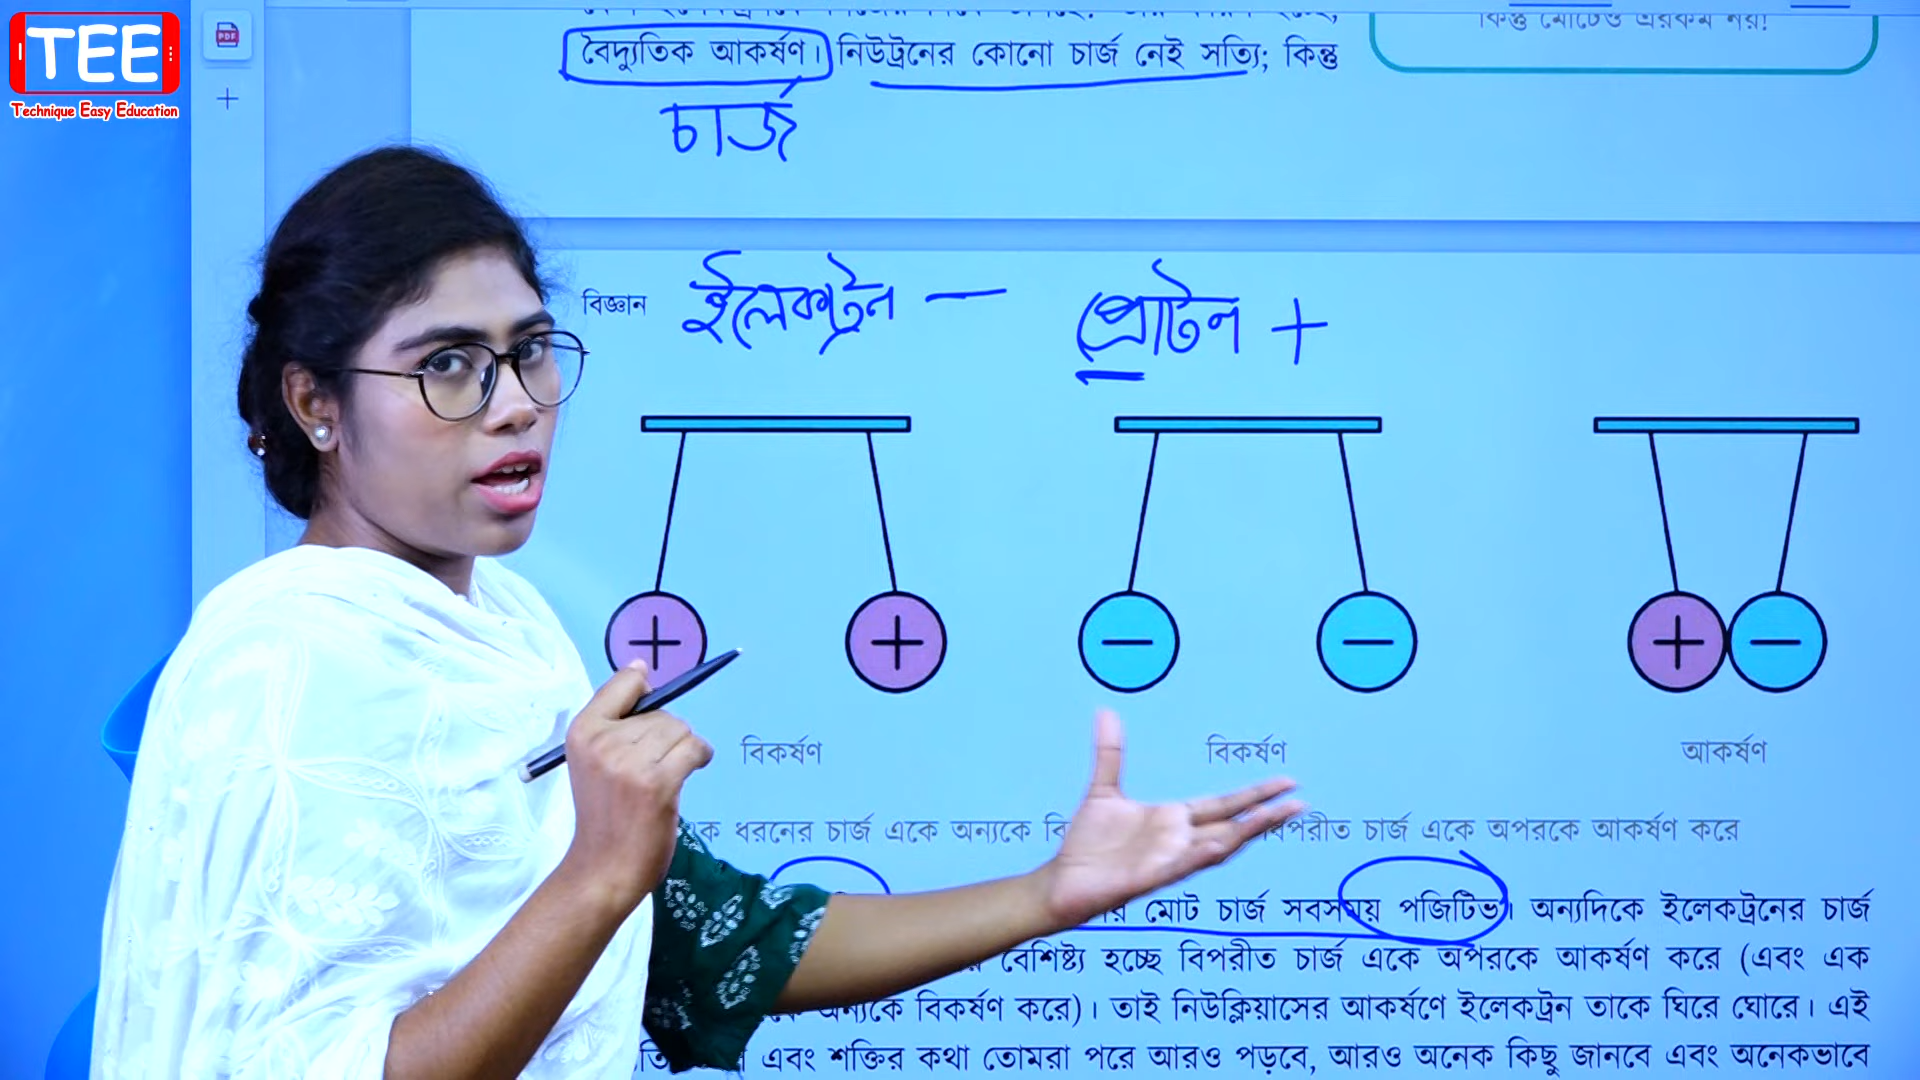 TEE
Technique Easy Education
PDF
কিন্তু মোটেও এরকম নয়!
বৈদ্যুতিক আকর্ষণ। নিউট্রনের কোনো চার্জ নেই সত্যি; কিন্তু
চার্জ
বিজ্ঞান
ইলেকট্রন − প্রোটন +
+ + − − + −
বিকর্ষণ বিকর্ষণ আকর্ষণ
ধরনের চার্জ একে অন্যকে চার্জ একে অপরকে আকর্ষণ করে
মোট চার্জ সবসময় পজিটিভ। অন্যদিকে ইলেকট্রনের চার্জ
বৈশিষ্ট্য হচ্ছে বিপরীত চার্জ একে অপরকে আকর্ষণ করে (এবং এক
অন্যকে বিকর্ষণ করে)। তাই নিউক্লিয়াসের আকর্ষণে ইলেকট্রন তাকে ঘিরে ঘোরে। এই
এবং শক্তির কথা তোমরা পরে আরও পড়বে, আরও অনেক কিছু জানবে এবং অনেকভাবে